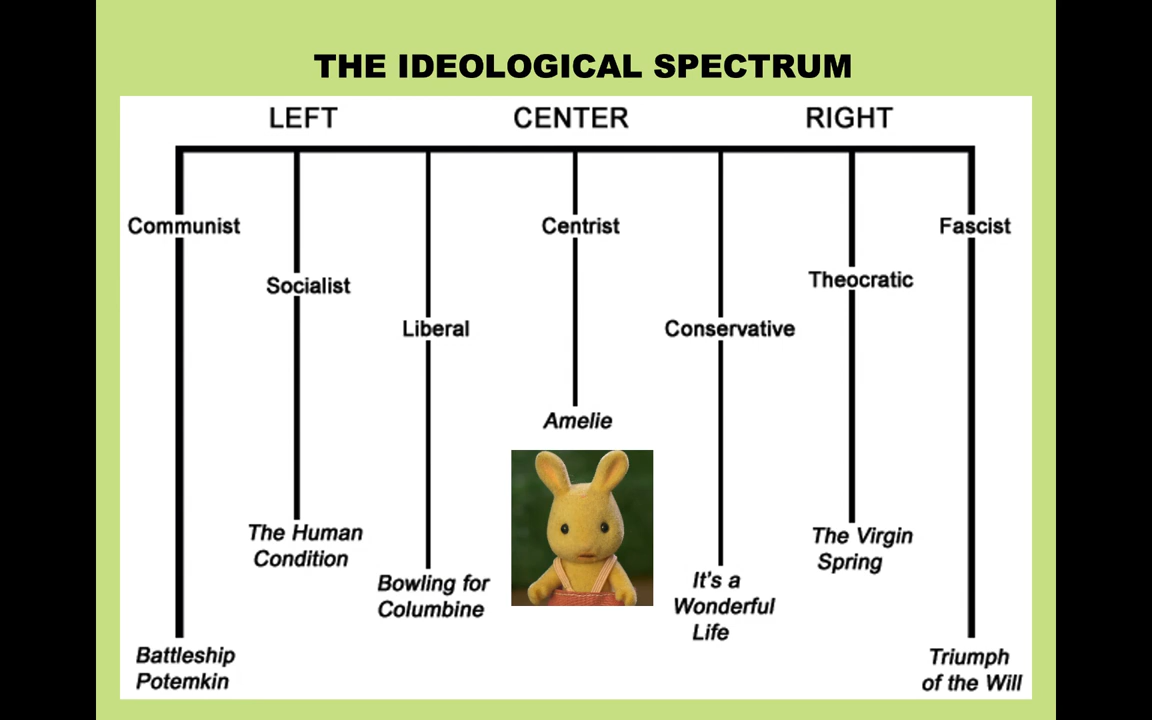 THE IDEOLOGICAL SPECTRUM
LEFT CENTER RIGHT
Communist Centrist Fascist
Socialist Theocratic
Liberal Conservative
Amelie
The Human
Condition
The Virgin
Spring
Bowling for
Columbine
It's a
Wonderful
Life
Battleship
Potemkin
Triumph
of the Will